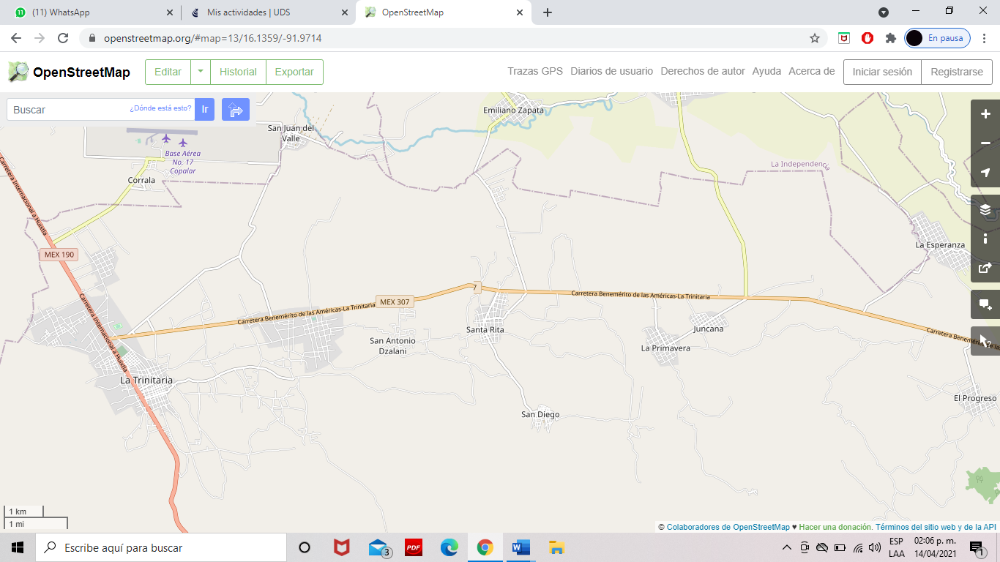 (11) WhatsApp
Mis actividades | UDS
OpenStreetMap
openstreetmap.org/#map=13/16.1359/-91.9714
En pausa
OpenStreetMap
Editar
Historial
Exportar
Trazas GPS
Diarios de usuario
Derechos de autor
Ayuda
Acerca de
Iniciar sesión
Registrarse
Buscar
¿Dónde está esto?
Ir
Emiliano Zapata
San Juan del
Valle
Base Aérea
No. 17
Copalar
Corrala
La Independencia
Carretera Internacional a Huixtla
MEX 190
La Esperanza
7
MEX 307
Carretera Benemérito de las Américas-La Trinitaria
Carretera Benemérito de las Américas-La Trinitaria
Carretera Internacional a Huixtla
Santa Rita
Juncana
San Antonio
Dzalani
La Primavera
Carretera Benemérito de las
La Trinitaria
El Progreso
San Diego
1 km
1 mi
© Colaboradores de OpenStreetMap ♥ Hacer una donación. Términos del sitio web y de la API
Escribe aquí para buscar
3
PDF
ESP
LAA
02:06 p. m.
14/04/2021
1